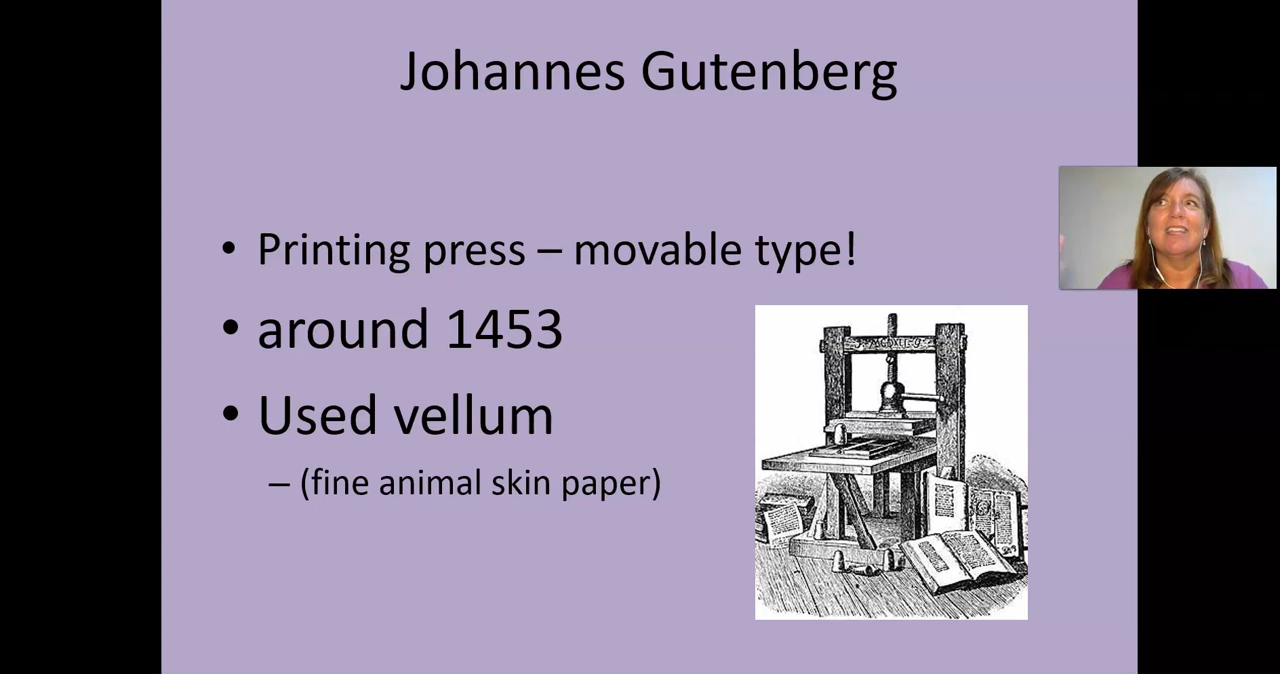 Johannes Gutenberg
• Printing press – movable type!
• around 1453
• Used vellum
– (fine animal skin paper)